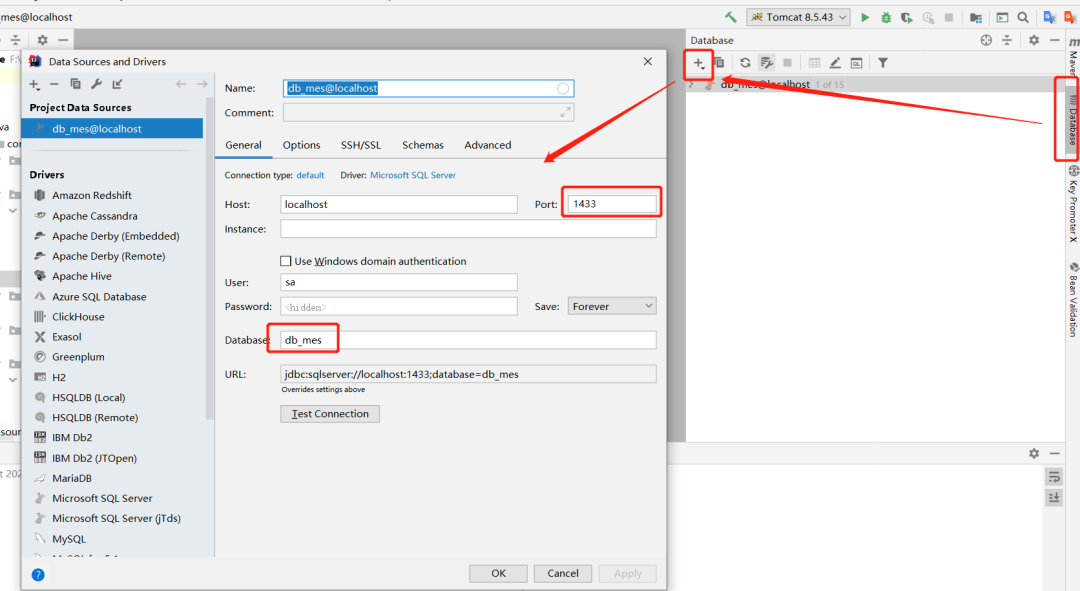 _mes@localhost
Tomcat 8.5.43
Data Sources and Drivers
Project Data Sources
db_mes@localhost
Drivers
Amazon Redshift
Apache Cassandra
Apache Derby (Embedded)
Apache Derby (Remote)
Apache Hive
Azure SQL Database
ClickHouse
Exasol
Greenplum
H2
HSQLDB (Local)
HSQLDB (Remote)
IBM Db2
IBM Db2 (JTOpen)
MariaDB
Microsoft SQL Server
Microsoft SQL Server (jTds)
MySQL
Name: db_mes@localhost
Comment:
General Options SSH/SSL Schemas Advanced
Connection type: default Driver: Microsoft SQL Server
Host: localhost Port: 1433
Instance:
Use Windows domain authentication
User: sa
Password: <hidden> Save: Forever
Database: db_mes
URL: jdbc:sqlserver://localhost:1433;database=db_mes
Overrides settings above
Test Connection
OK Cancel Apply
Database
db_mes@localhost 1 of 15
Maven
Database
Key Promoter X
Bean Validation